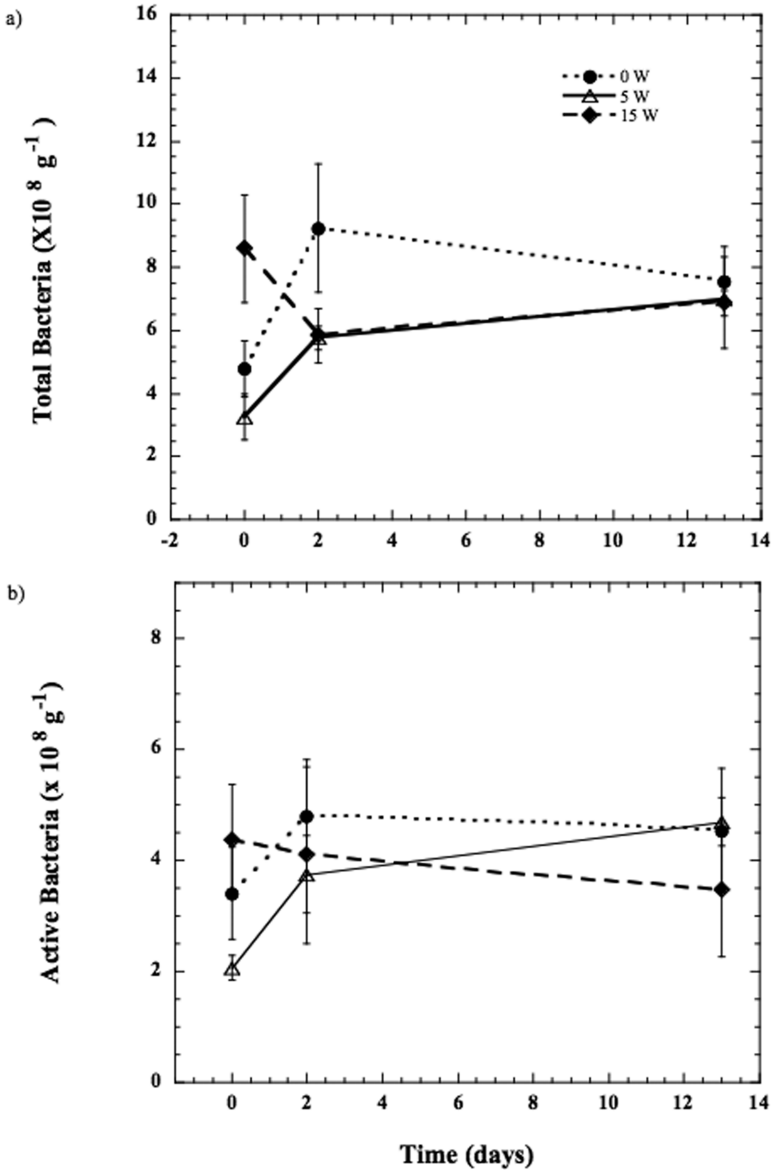 a)
Total Bacteria (X10 8 g-1 )
16
14
12
10
8
6
4
2
0
0 W
5 W
15 W
-2 0 2 4 6 8 10 12 14
b)
Active Bacteria (x 10 8 g-1)
8
6
4
2
0
0 2 4 6 8 10 12 14
Time (days)